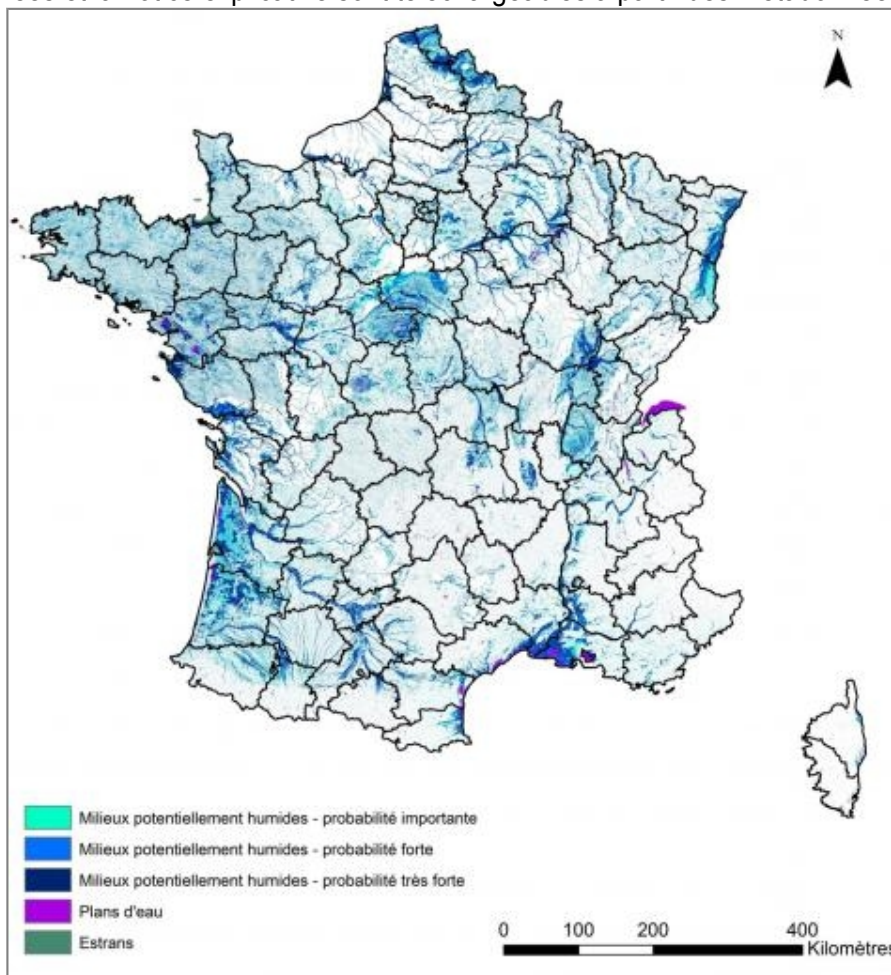 N
Milieux potentiellement humides - probabilité importante
Milieux potentiellement humides - probabilité forte
Milieux potentiellement humides - probabilité très forte
Plans d'eau
Estrans
0 100 200 400
Kilomètres